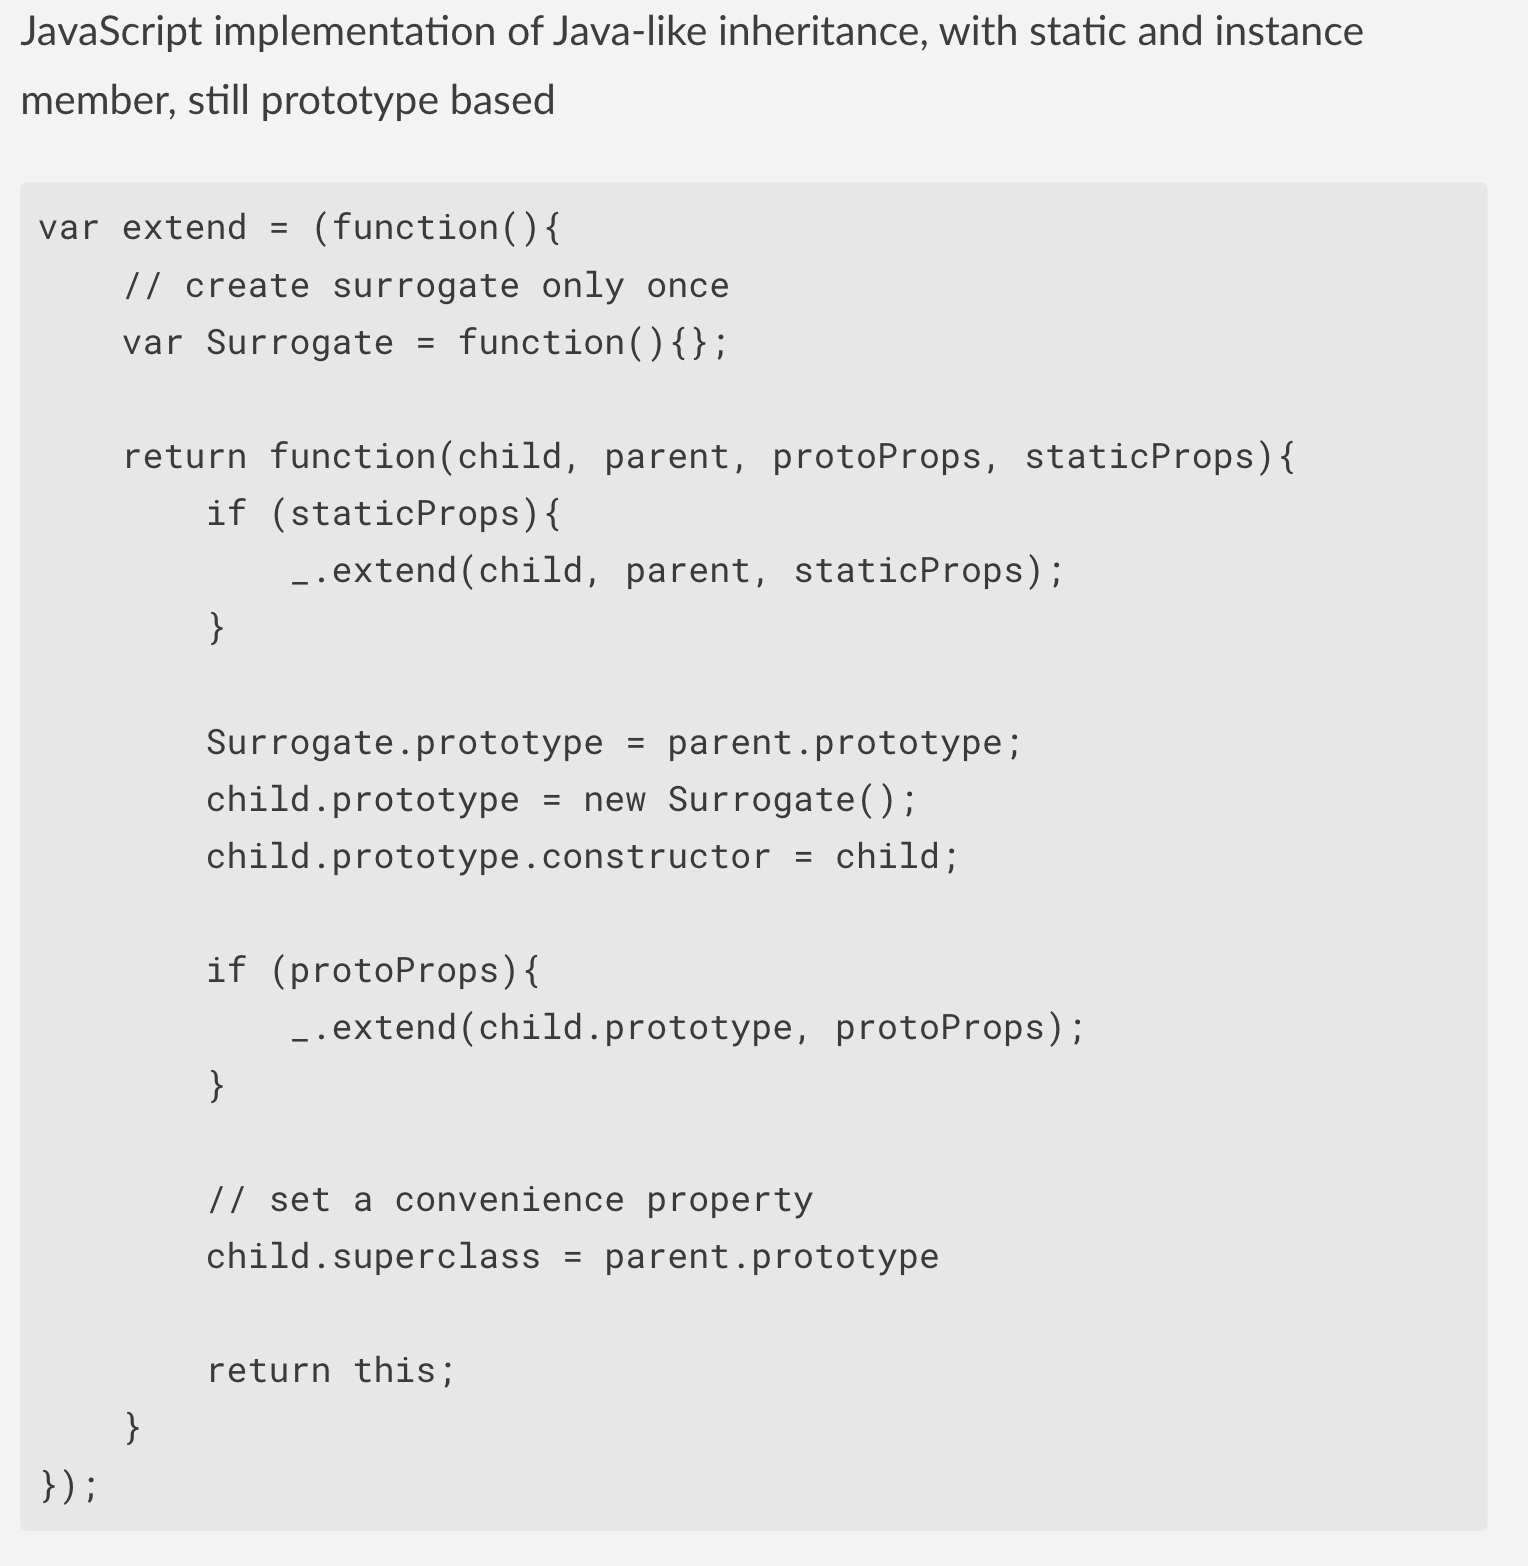 JavaScript implementation of Java-like inheritance, with static and instance
member, still prototype based
var extend = (function(){
    // create surrogate only once
    var Surrogate = function(){};

    return function(child, parent, protoProps, staticProps){
        if (staticProps){
            _.extend(child, parent, staticProps);
        }

        Surrogate.prototype = parent.prototype;
        child.prototype = new Surrogate();
        child.prototype.constructor = child;

        if (protoProps){
            _.extend(child.prototype, protoProps);
        }

        // set a convenience property
        child.superclass = parent.prototype

        return this;
    }
});